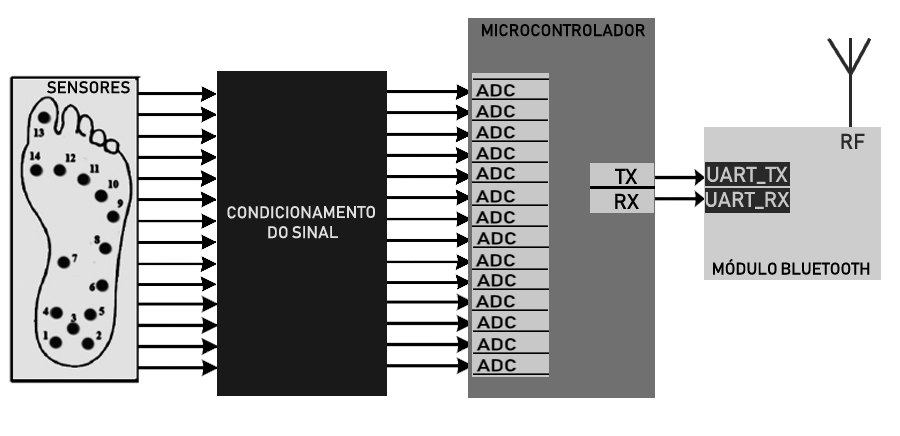 SENSORES
13
14
12
11
10
9
8
7
6
4
5
3
1
2
CONDICIONAMENTO
DO SINAL
MICROCONTROLADOR
ADC
ADC
ADC
ADC
ADC
ADC
ADC
ADC
ADC
ADC
ADC
ADC
ADC
ADC
TX
RX
UART_TX
UART_RX
RF
MÓDULO BLUETOOTH